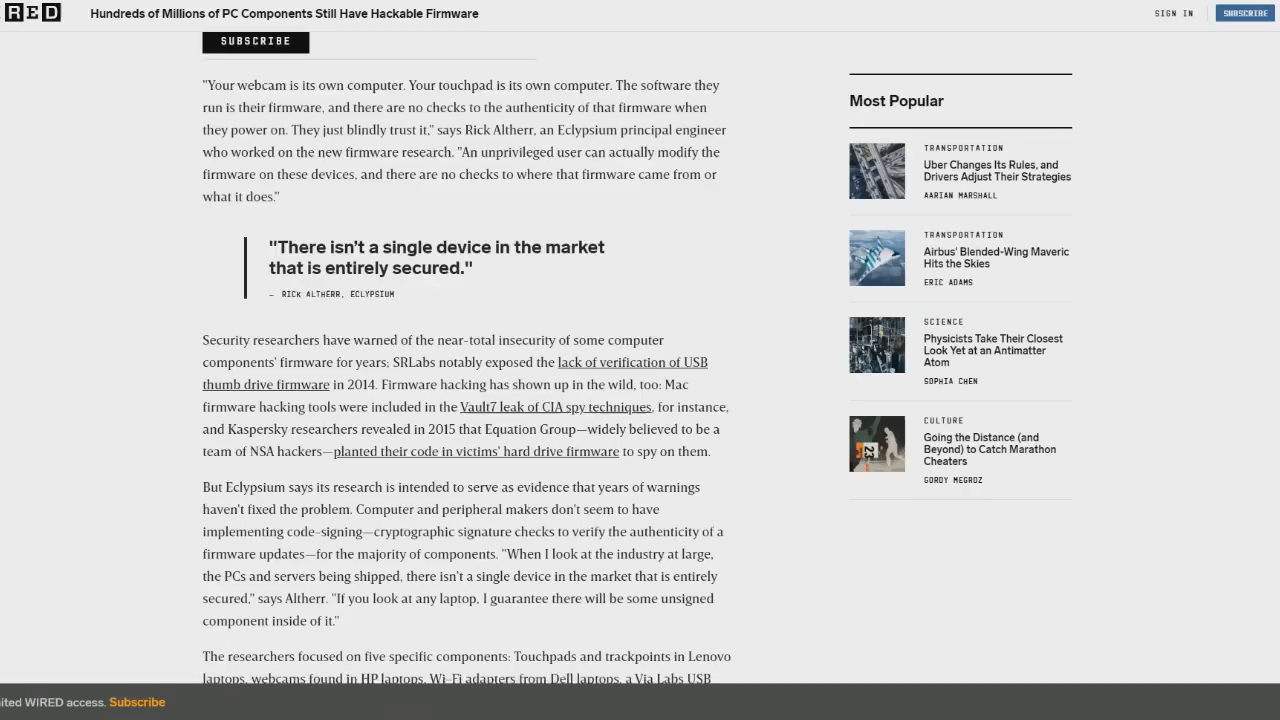 RED
Hundreds of Millions of PC Components Still Have Hackable Firmware
SIGN IN
SUBSCRIBE
SUBSCRIBE
"Your webcam is its own computer. Your touchpad is its own computer. The software they
run is their firmware, and there are no checks to the authenticity of that firmware when
they power on. They just blindly trust it," says Rick Altherr, an Eclypsium principal engineer
who worked on the new firmware research. "An unprivileged user can actually modify the
firmware on these devices, and there are no checks to where that firmware came from or
what it does."
"There isn't a single device in the market
that is entirely secured."
— RICK ALTHERR, ECLYPSIUM
Security researchers have warned of the near-total insecurity of some computer
components' firmware for years; SRLabs notably exposed the lack of verification of USB
thumb drive firmware in 2014. Firmware hacking has shown up in the wild, too: Mac
firmware hacking tools were included in the Vault7 leak of CIA spy techniques, for instance,
and Kaspersky researchers revealed in 2015 that Equation Group—widely believed to be a
team of NSA hackers—planted their code in victims' hard drive firmware to spy on them.
But Eclypsium says its research is intended to serve as evidence that years of warnings
haven't fixed the problem. Computer and peripheral makers don't seem to have
implementing code-signing—cryptographic signature checks to verify the authenticity of a
firmware updates—for the majority of components. "When I look at the industry at large,
the PCs and servers being shipped, there isn't a single device in the market that is entirely
secured," says Altherr. "If you look at any laptop, I guarantee there will be some unsigned
component inside of it."
The researchers focused on five specific components: Touchpads and trackpoints in Lenovo
laptops, webcams found in HP laptops, Wi-Fi adapters from Dell laptops, a Via Labs USB
Most Popular
TRANSPORTATION
Uber Changes Its Rules, and
Drivers Adjust Their Strategies
AARIAN MARSHALL
TRANSPORTATION
Airbus' Blended-Wing Maveric
Hits the Skies
ERIC ADAMS
SCIENCE
Physicists Take Their Closest
Look Yet at an Antimatter
Atom
SOPHIA CHEN
CULTURE
Going the Distance (and
Beyond) to Catch Marathon
Cheaters
GORDY MEGROZ
23
ited WIRED access. Subscribe